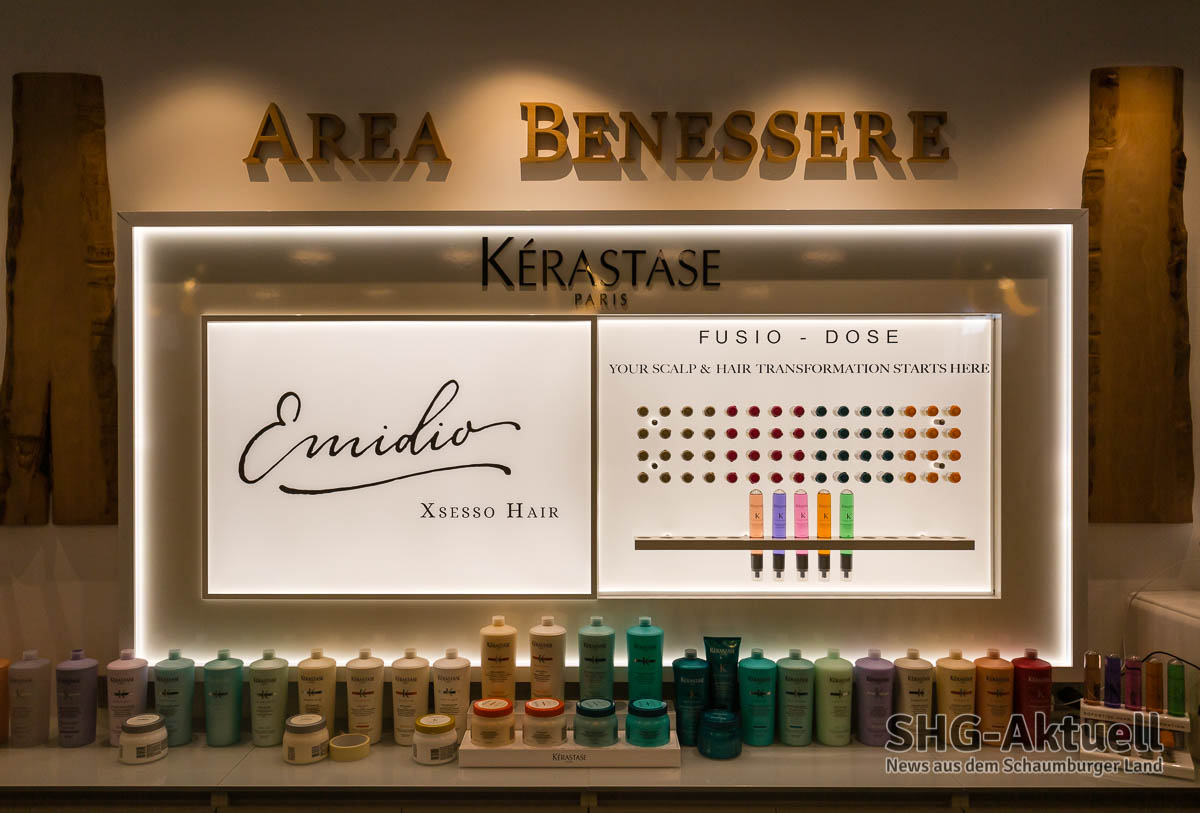 AREA BENESSERE
KÉRASTASE
PARIS
Emidio
XSESSO HAIR
FUSIO - DOSE
YOUR SCALP & HAIR TRANSFORMATION STARTS HERE
KÉRASTASE
SHG-Aktuell
News aus dem Schaumburger Land